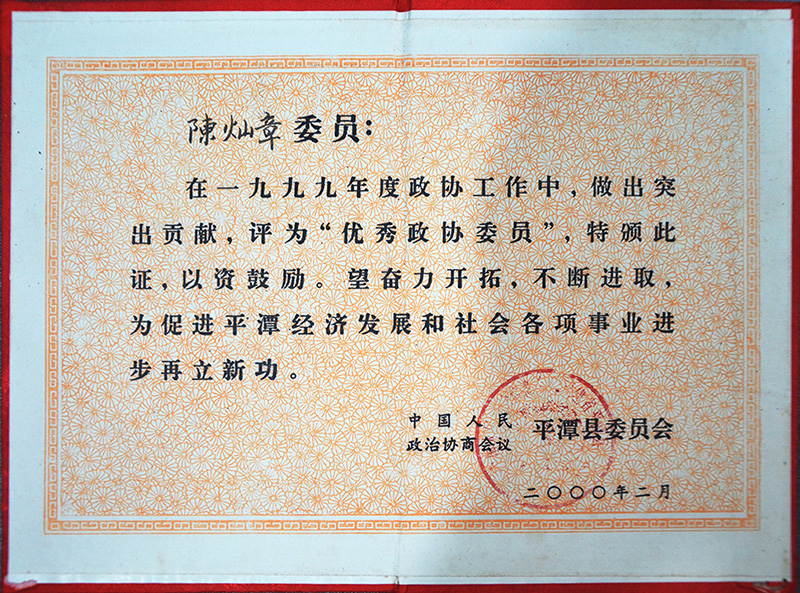 陳灿章委员：
在一九九九年度政协工作中，做出突
出贡献，评为“优秀政协委员”，特颁此
证，以资鼓励。望奋力开拓，不断进取，
为促进平潭经济发展和社会各项事业进
步再立新功。
中国人民
政治协商会议 平潭县委员会
二〇〇〇年二月